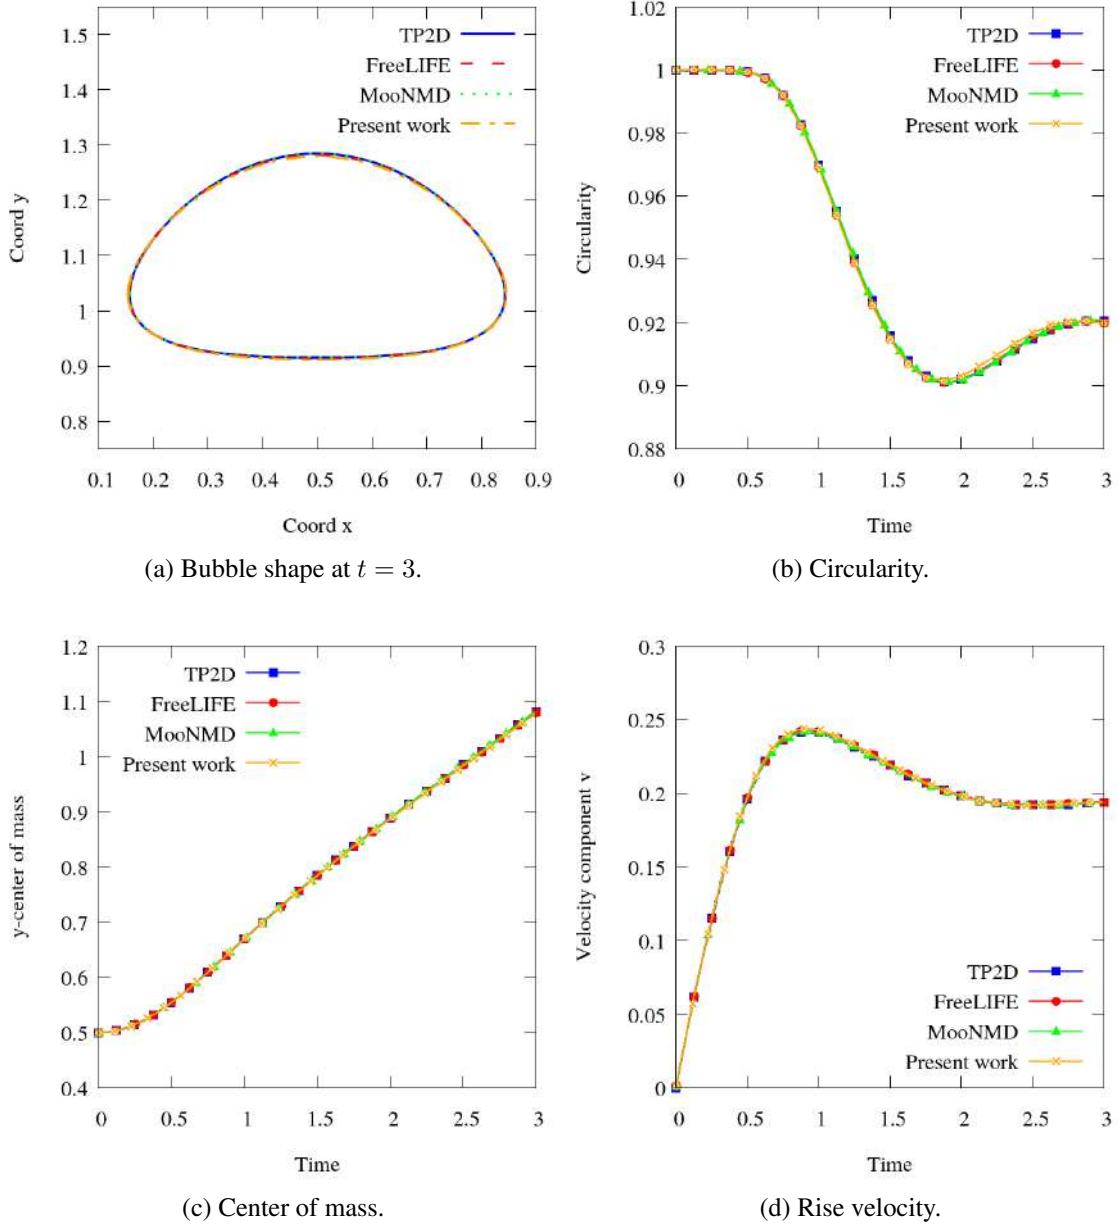 1.5
1.4
1.3
1.2
1.1
1
0.9
0.8
Coord y
TP2D
FreeLIFE
MooNMD
Present work
0.1 0.2 0.3 0.4 0.5 0.6 0.7 0.8 0.9
Coord x
(a) Bubble shape at t = 3.
1.02
1
0.98
0.96
0.94
0.92
0.9
0.88
Circularity
TP2D
FreeLIFE
MooNMD
Present work
0 0.5 1 1.5 2 2.5 3
Time
(b) Circularity.
1.2
1.1
1
0.9
0.8
0.7
0.6
0.5
0.4
y-center of mass
TP2D
FreeLIFE
MooNMD
Present work
0 0.5 1 1.5 2 2.5 3
Time
(c) Center of mass.
0.3
0.25
0.2
0.15
0.1
0.05
0
Velocity component v
TP2D
FreeLIFE
MooNMD
Present work
0 0.5 1 1.5 2 2.5 3
Time
(d) Rise velocity.